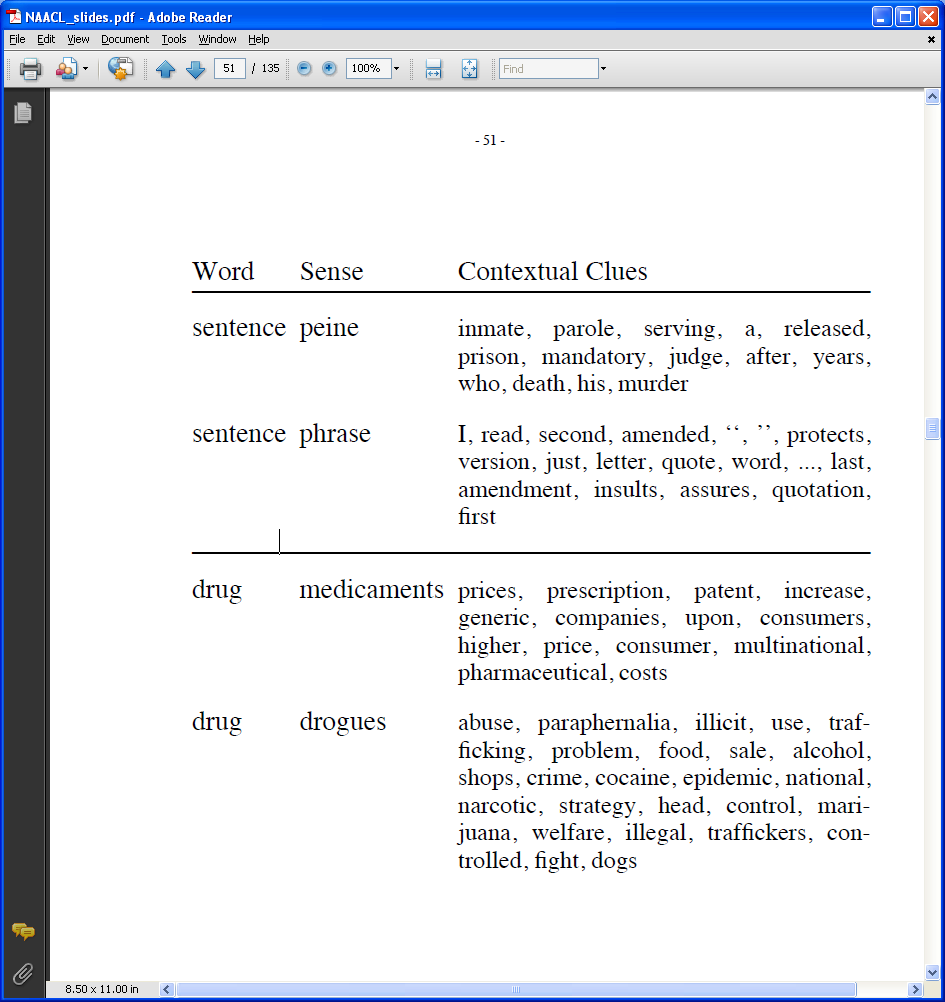 NAACL_slides.pdf - Adobe Reader
File Edit View Document Tools Window Help
51 / 135 100% Find
- 51 -
Word Sense Contextual Clues
sentence peine inmate, parole, serving, a, released,
prison, mandatory, judge, after, years,
who, death, his, murder
sentence phrase I, read, second, amended, ‘‘, ’’, protects,
version, just, letter, quote, word, ..., last,
amendment, insults, assures, quotation,
first
drug medicaments prices, prescription, patent, increase,
generic, companies, upon, consumers,
higher, price, consumer, multinational,
pharmaceutical, costs
drug drogues abuse, paraphernalia, illicit, use, traf-
ficking, problem, food, sale, alcohol,
shops, crime, cocaine, epidemic, national,
narcotic, strategy, head, control, mari-
juana, welfare, illegal, traffickers, con-
trolled, fight, dogs
8.50 x 11.00 in